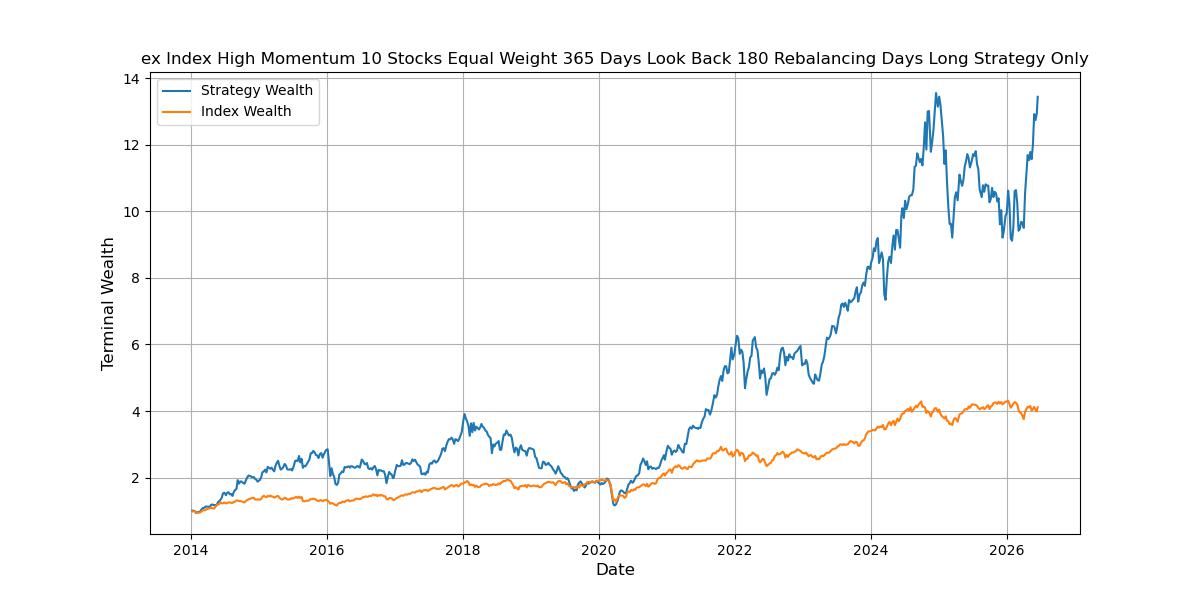 ex Index High Momentum 10 Stocks Equal Weight 365 Days Look Back 180 Rebalancing Days Long Strategy Only
Strategy Wealth
Index Wealth
Terminal Wealth
14
12
10
8
6
4
2
2014
2016
2018
2020
2022
2024
2026
Date